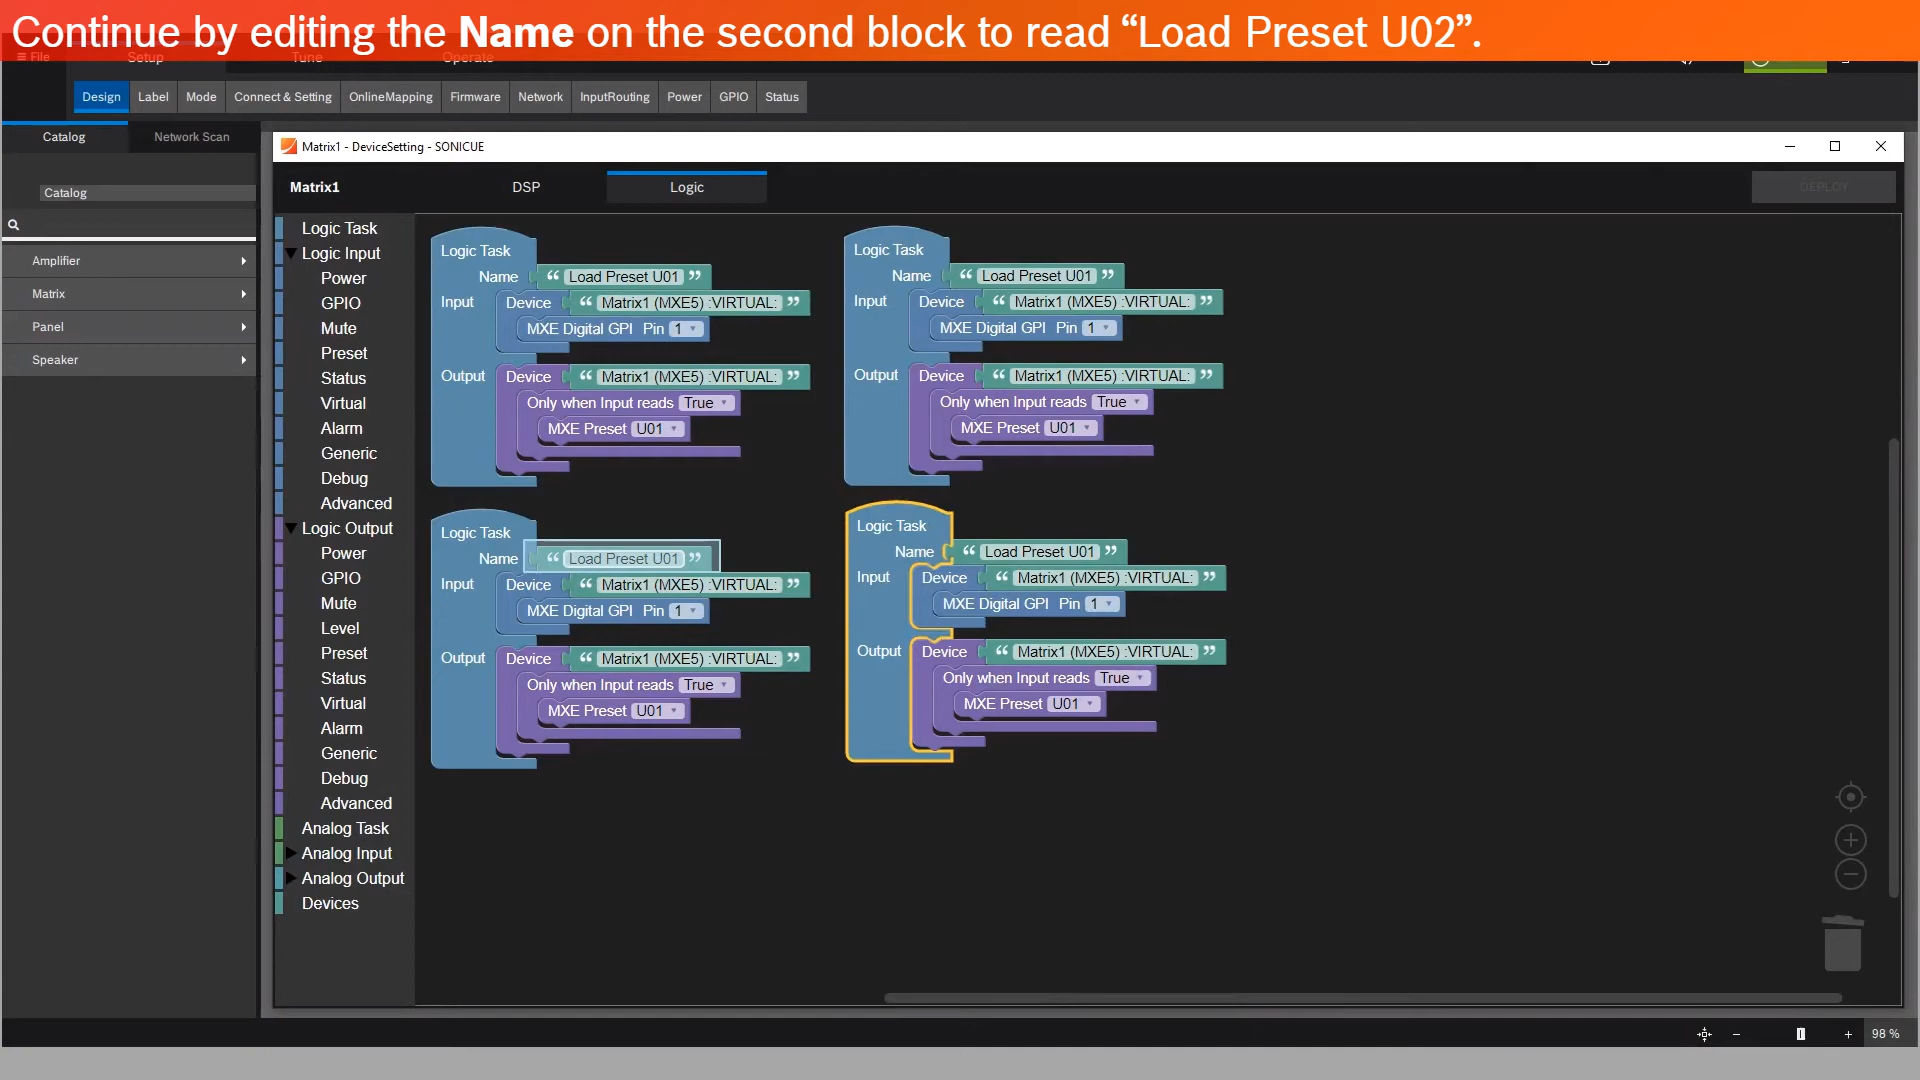 Continue by editing the Name on the second block to read “Load Preset U02”.
≡ File
Setup
Tune
Operate
Design
Label
Mode
Connect & Setting
OnlineMapping
Firmware
Network
InputRouting
Power
GPIO
Status
Catalog
Network Scan
Catalog
Amplifier
Matrix
Panel
Speaker
Matrix1 - DeviceSetting - SONICUE
Matrix1
DSP
Logic
DEPLOY
Logic Task
Logic Input
Power
GPIO
Mute
Preset
Status
Virtual
Alarm
Generic
Debug
Advanced
Logic Output
Power
GPIO
Mute
Level
Preset
Status
Virtual
Alarm
Generic
Debug
Advanced
Analog Task
Analog Input
Analog Output
Devices
Logic Task
Name “ Load Preset U01 ”
Input Device “ Matrix1 (MXE5) :VIRTUAL: ”
MXE Digital GPI Pin 1
Output Device “ Matrix1 (MXE5) :VIRTUAL: ”
Only when Input reads True
MXE Preset U01
Logic Task
Name “ Load Preset U01 ”
Input Device “ Matrix1 (MXE5) :VIRTUAL: ”
MXE Digital GPI Pin 1
Output Device “ Matrix1 (MXE5) :VIRTUAL: ”
Only when Input reads True
MXE Preset U01
Logic Task
Name “ Load Preset U01 ”
Input Device “ Matrix1 (MXE5) :VIRTUAL: ”
MXE Digital GPI Pin 1
Output Device “ Matrix1 (MXE5) :VIRTUAL: ”
Only when Input reads True
MXE Preset U01
Logic Task
Name “ Load Preset U01 ”
Input Device “ Matrix1 (MXE5) :VIRTUAL: ”
MXE Digital GPI Pin 1
Output Device “ Matrix1 (MXE5) :VIRTUAL: ”
Only when Input reads True
MXE Preset U01
98 %